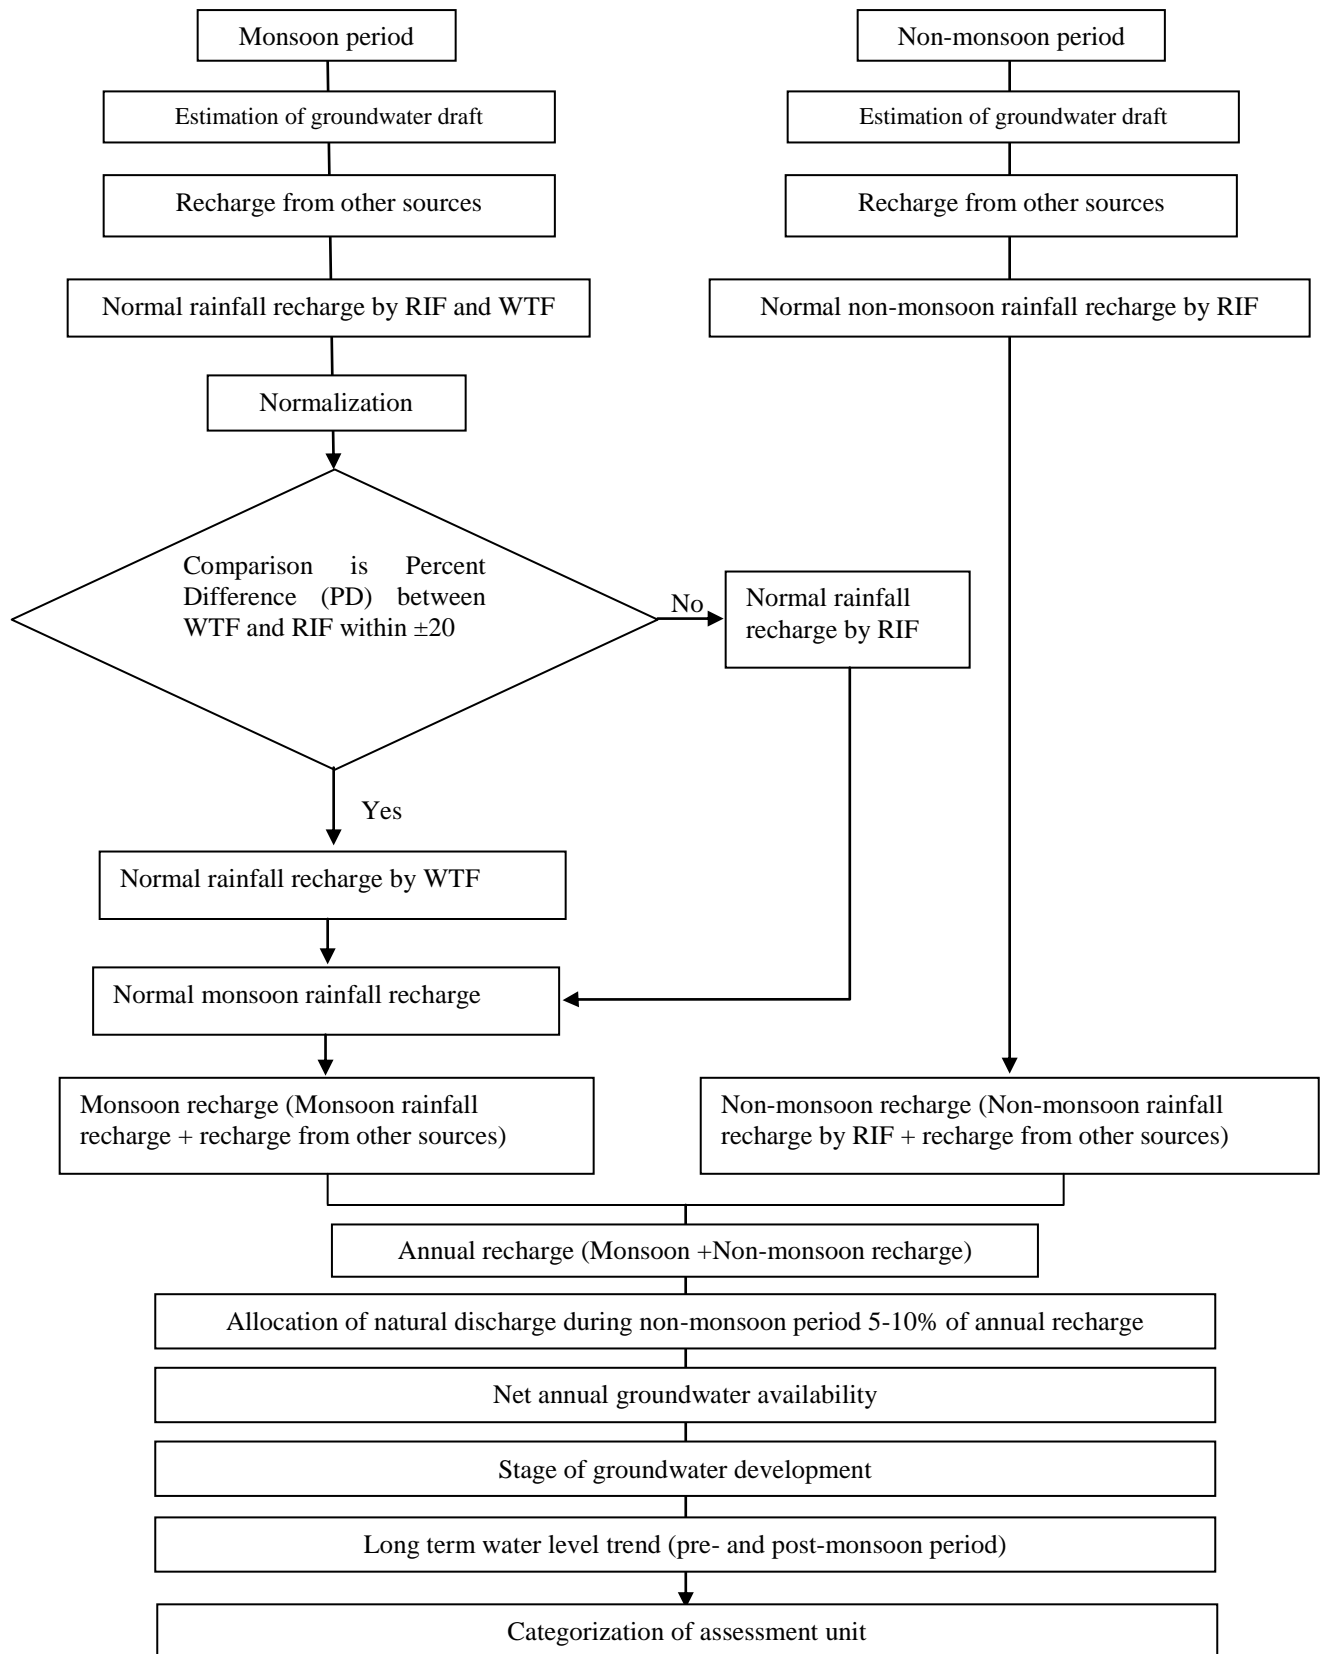 Monsoon period
Non-monsoon period
Estimation of groundwater draft
Estimation of groundwater draft
Recharge from other sources
Recharge from other sources
Normal rainfall recharge by RIF and WTF
Normal non-monsoon rainfall recharge by RIF
Normalization
Comparison is Percent
Difference (PD) between
WTF and RIF within ±20
No
Normal rainfall
recharge by RIF
Yes
Normal rainfall recharge by WTF
Normal monsoon rainfall recharge
Monsoon recharge (Monsoon rainfall
recharge + recharge from other sources)
Non-monsoon recharge (Non-monsoon rainfall
recharge by RIF + recharge from other sources)
Annual recharge (Monsoon +Non-monsoon recharge)
Allocation of natural discharge during non-monsoon period 5-10% of annual recharge
Net annual groundwater availability
Stage of groundwater development
Long term water level trend (pre- and post-monsoon period)
Categorization of assessment unit